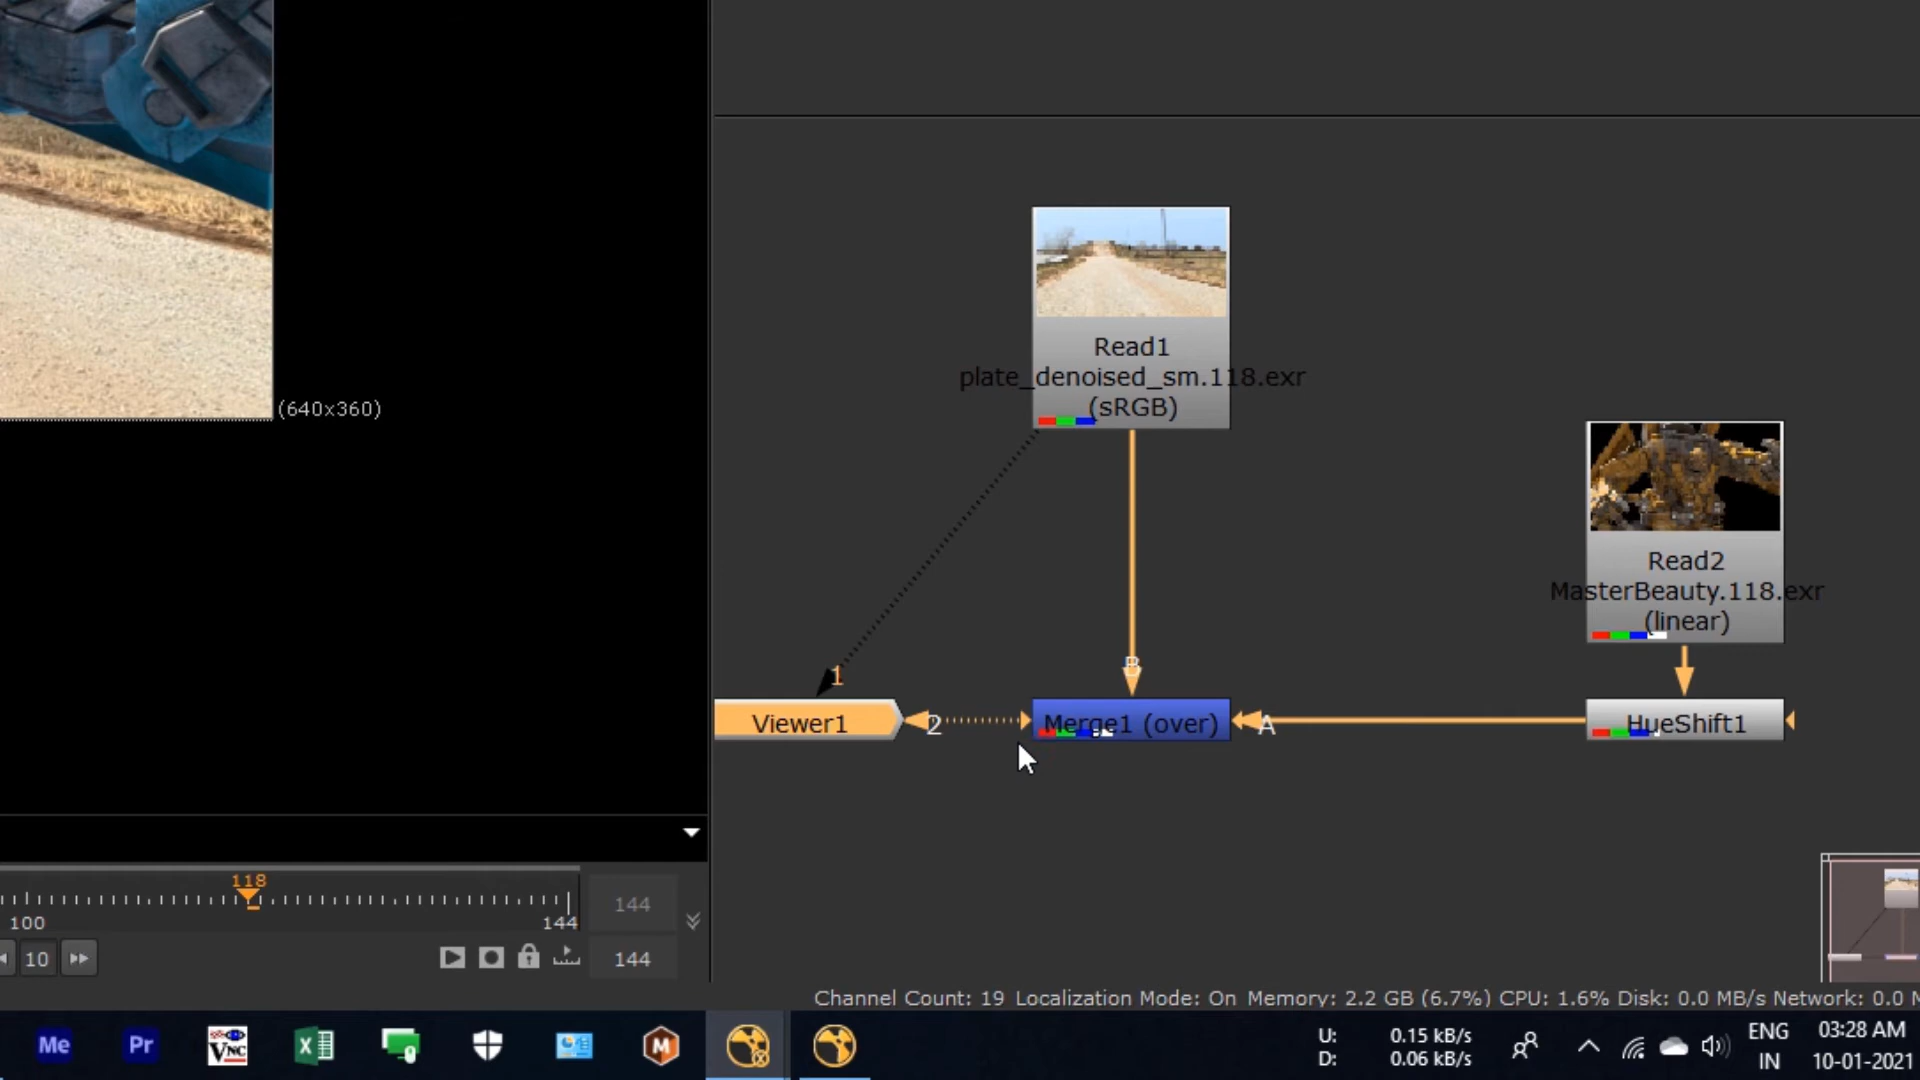 (640x360)
Read1
plate_denoised_sm.118.exr
(sRGB)
Read2
MasterBeauty.118.exr
(linear)
1
B
Viewer1
2
Merge1 (over)
A
HueShift1
118
100
144
144
10
144
Channel Count: 19 Localization Mode: On Memory: 2.2 GB (6.7%) CPU: 1.6% Disk: 0.0 MB/s Network: 0.0
Me
Pr
VNC
X
M
U: 0.15 kB/s
D: 0.06 kB/s
ENG
IN
03:28 AM
10-01-2021